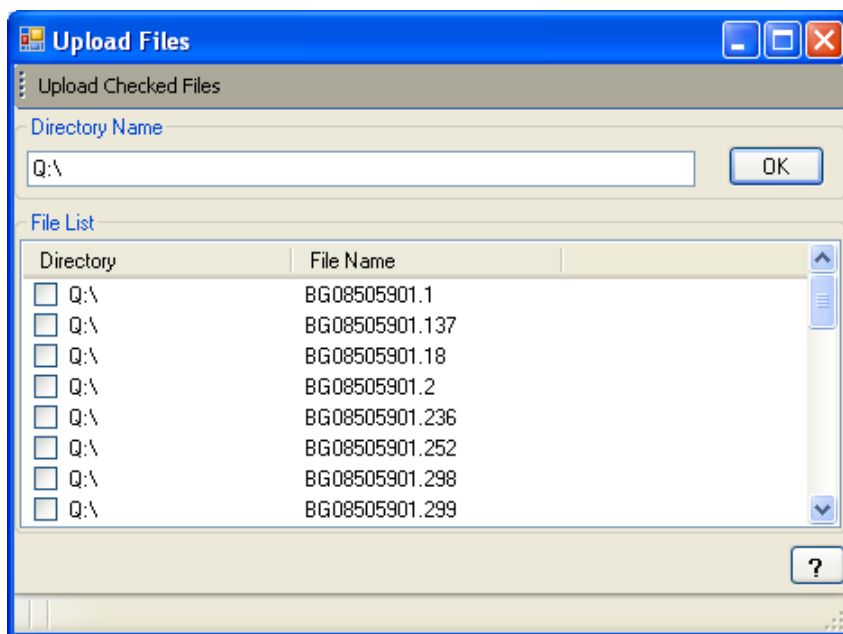 Upload Files
Upload Checked Files
Directory Name
Q:\
OK
File List
Directory File Name
Q:\ BG08505901.1
Q:\ BG08505901.137
Q:\ BG08505901.18
Q:\ BG08505901.2
Q:\ BG08505901.236
Q:\ BG08505901.252
Q:\ BG08505901.298
Q:\ BG08505901.299
?